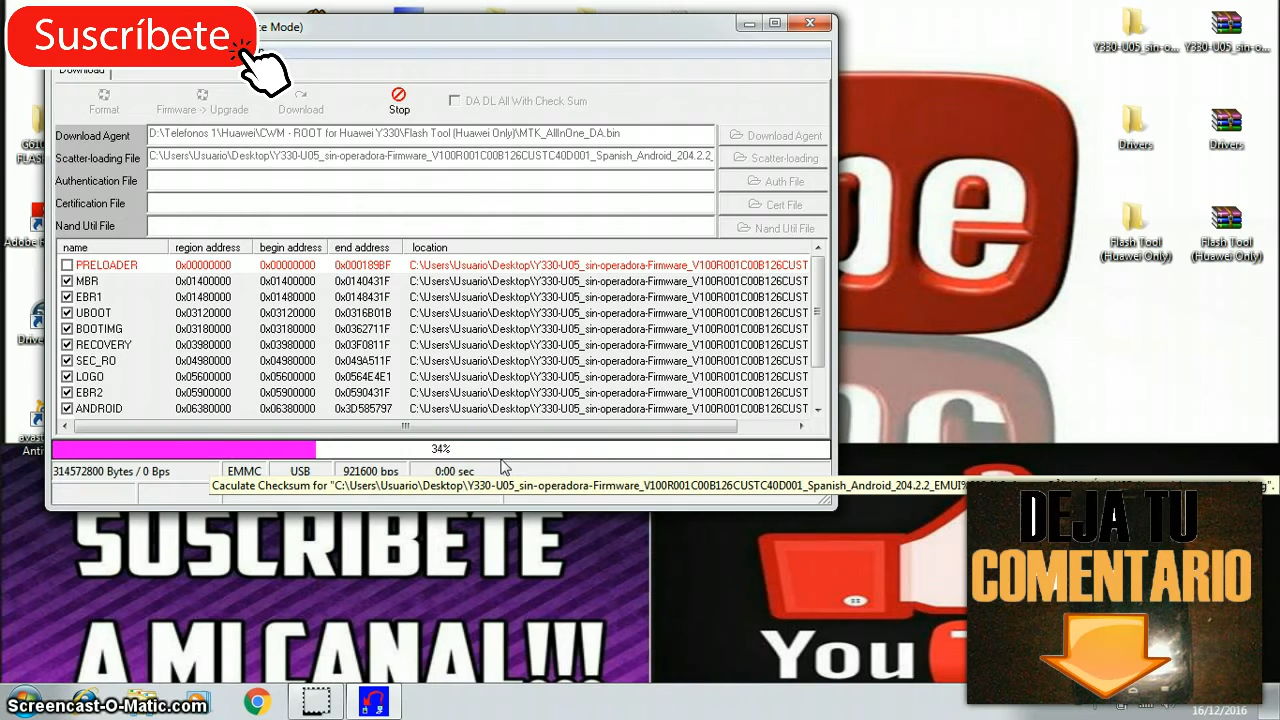 Suscríbete
te Mode)
Download
Format
Firmware -> Upgrade
Download
Stop
DA DL All With Check Sum
Download Agent
D:\Telefonos 1\Huawei\CWM - ROOT for Huawei Y330\Flash Tool (Huawei Only)\MTK_AllInOne_DA.bin
Download Agent
Scatter-loading File
C:\Users\Usuario\Desktop\Y330-U05_sin-operadora-Firmware_V100R001C00B126CUSTC40D001_Spanish_Android_204.2.2_
Scatter-loading
Authentication File
Auth File
Certification File
Cert File
Nand Util File
Nand Util File
name region address begin address end address location
PRELOADER 0x00000000 0x00000000 0x000189BF C:\Users\Usuario\Desktop\Y330-U05_sin-operadora-Firmware_V100R001C00B126CUST
MBR 0x01400000 0x01400000 0x0140431F C:\Users\Usuario\Desktop\Y330-U05_sin-operadora-Firmware_V100R001C00B126CUST
EBR1 0x01480000 0x01480000 0x0148431F C:\Users\Usuario\Desktop\Y330-U05_sin-operadora-Firmware_V100R001C00B126CUST
UBOOT 0x03120000 0x03120000 0x0316B01B C:\Users\Usuario\Desktop\Y330-U05_sin-operadora-Firmware_V100R001C00B126CUST
BOOTIMG 0x03180000 0x03180000 0x0362711F C:\Users\Usuario\Desktop\Y330-U05_sin-operadora-Firmware_V100R001C00B126CUST
RECOVERY 0x03980000 0x03980000 0x03F0811F C:\Users\Usuario\Desktop\Y330-U05_sin-operadora-Firmware_V100R001C00B126CUST
SEC_RO 0x04980000 0x04980000 0x049A511F C:\Users\Usuario\Desktop\Y330-U05_sin-operadora-Firmware_V100R001C00B126CUST
LOGO 0x05600000 0x05600000 0x0564E4E1 C:\Users\Usuario\Desktop\Y330-U05_sin-operadora-Firmware_V100R001C00B126CUST
EBR2 0x05900000 0x05900000 0x0590431F C:\Users\Usuario\Desktop\Y330-U05_sin-operadora-Firmware_V100R001C00B126CUST
ANDROID 0x06380000 0x06380000 0x3D585797 C:\Users\Usuario\Desktop\Y330-U05_sin-operadora-Firmware_V100R001C00B126CUST
34%
314572800 Bytes / 0 Bps EMMC USB 921600 bps 0:00 sec
Caculate Checksum for "C:\Users\Usuario\Desktop\Y330-U05_sin-operadora-Firmware_V100R001C00B126CUSTC40D001_Spanish_Android_204.2.2_EMUI
Y330-U05_sin-o...
Y330-U05_sin-o...
Drivers
Drivers
Flash Tool
(Huawei Only)
Flash Tool
(Huawei Only)
be
Adobe R
Drive
avast
Anti
SUSCRIBETE
A MI CANAL!!!
You
DEJA TU
COMENTARIO
Screencast-O-Matic.com
16/12/2016